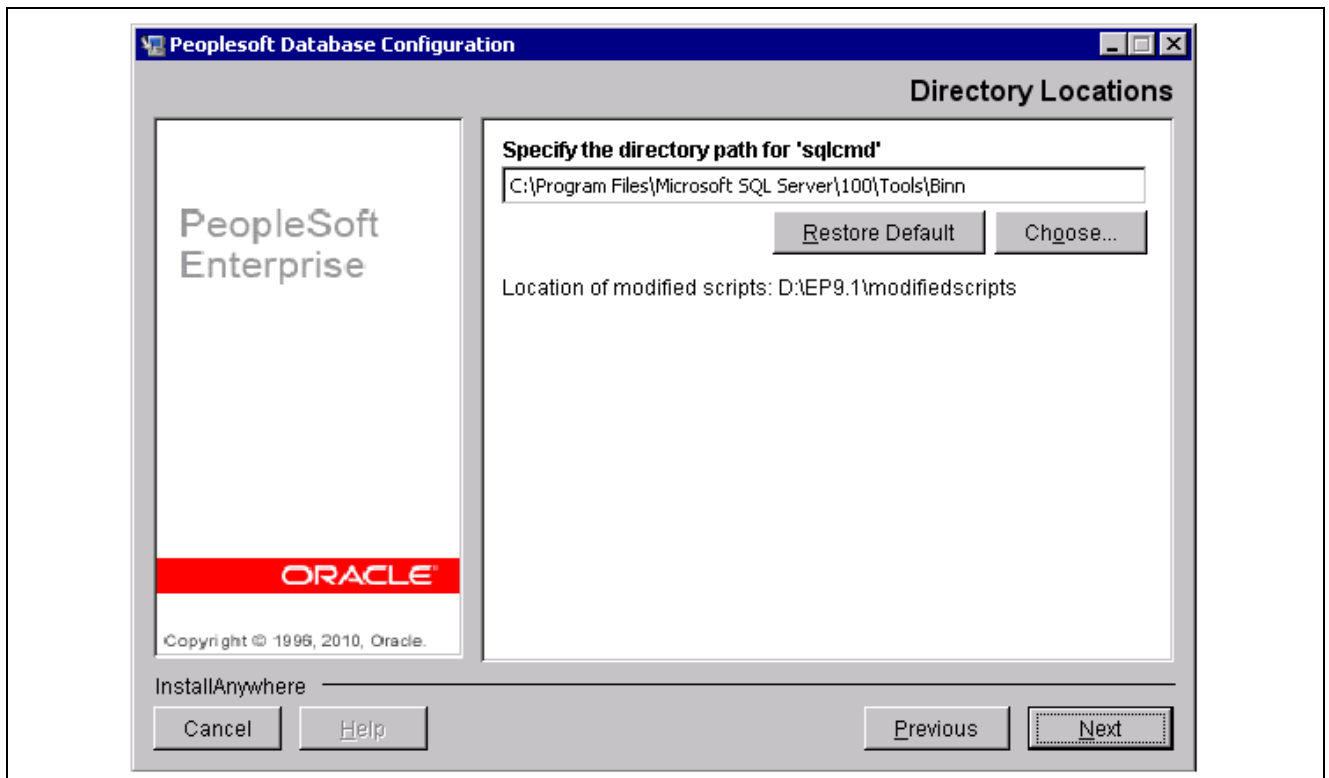 Peoplesoft Database Configuration
Directory Locations
PeopleSoft
Enterprise
ORACLE
Copyright © 1996, 2010, Oracle.
Specify the directory path for 'sqlcmd'
C:\Program Files\Microsoft SQL Server\100\Tools\Binn
Restore Default Choose...
Location of modified scripts: D:\EP9.1\modifiedscripts
InstallAnywhere
Cancel Help Previous Next